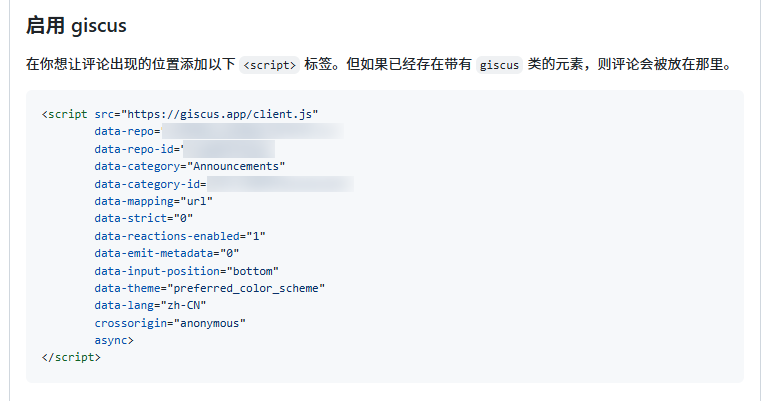 启用 giscus
在你想让评论出现的位置添加以下 <script> 标签。但如果已经存在带有 giscus 类的元素，则评论会被放在那里。
<script src="https://giscus.app/client.js"
data-repo=
data-repo-id="
data-category="Announcements"
data-category-id=
data-mapping="url"
data-strict="0"
data-reactions-enabled="1"
data-emit-metadata="0"
data-input-position="bottom"
data-theme="preferred_color_scheme"
data-lang="zh-CN"
crossorigin="anonymous"
async>
</script>